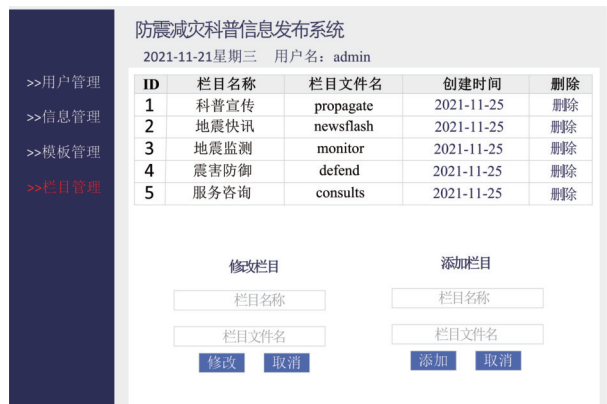 防震减灾科普信息发布系统
2021-11-21星期三 用户名：admin
>>用户管理
>>信息管理
>>模板管理
>>栏目管理
ID 栏目名称 栏目文件名 创建时间 删除
1 科普宣传 propagate 2021-11-25 删除
2 地震快讯 newsflash 2021-11-25 删除
3 地震监测 monitor 2021-11-25 删除
4 震害防御 defend 2021-11-25 删除
5 服务咨询 consults 2021-11-25 删除
修改栏目
栏目名称
栏目文件名
修改 取消
添加栏目
栏目名称
栏目文件名
添加 取消